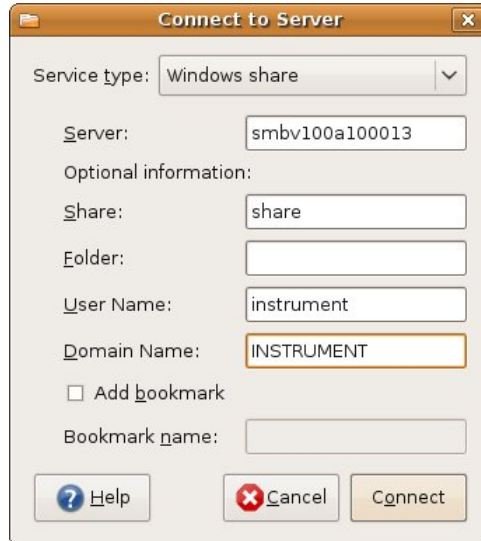 Connect to Server
Service type: Windows share
Server: smbv100a100013
Optional information:
Share: share
Folder:
User Name: instrument
Domain Name: INSTRUMENT
Add bookmark
Bookmark name:
Help Cancel Connect